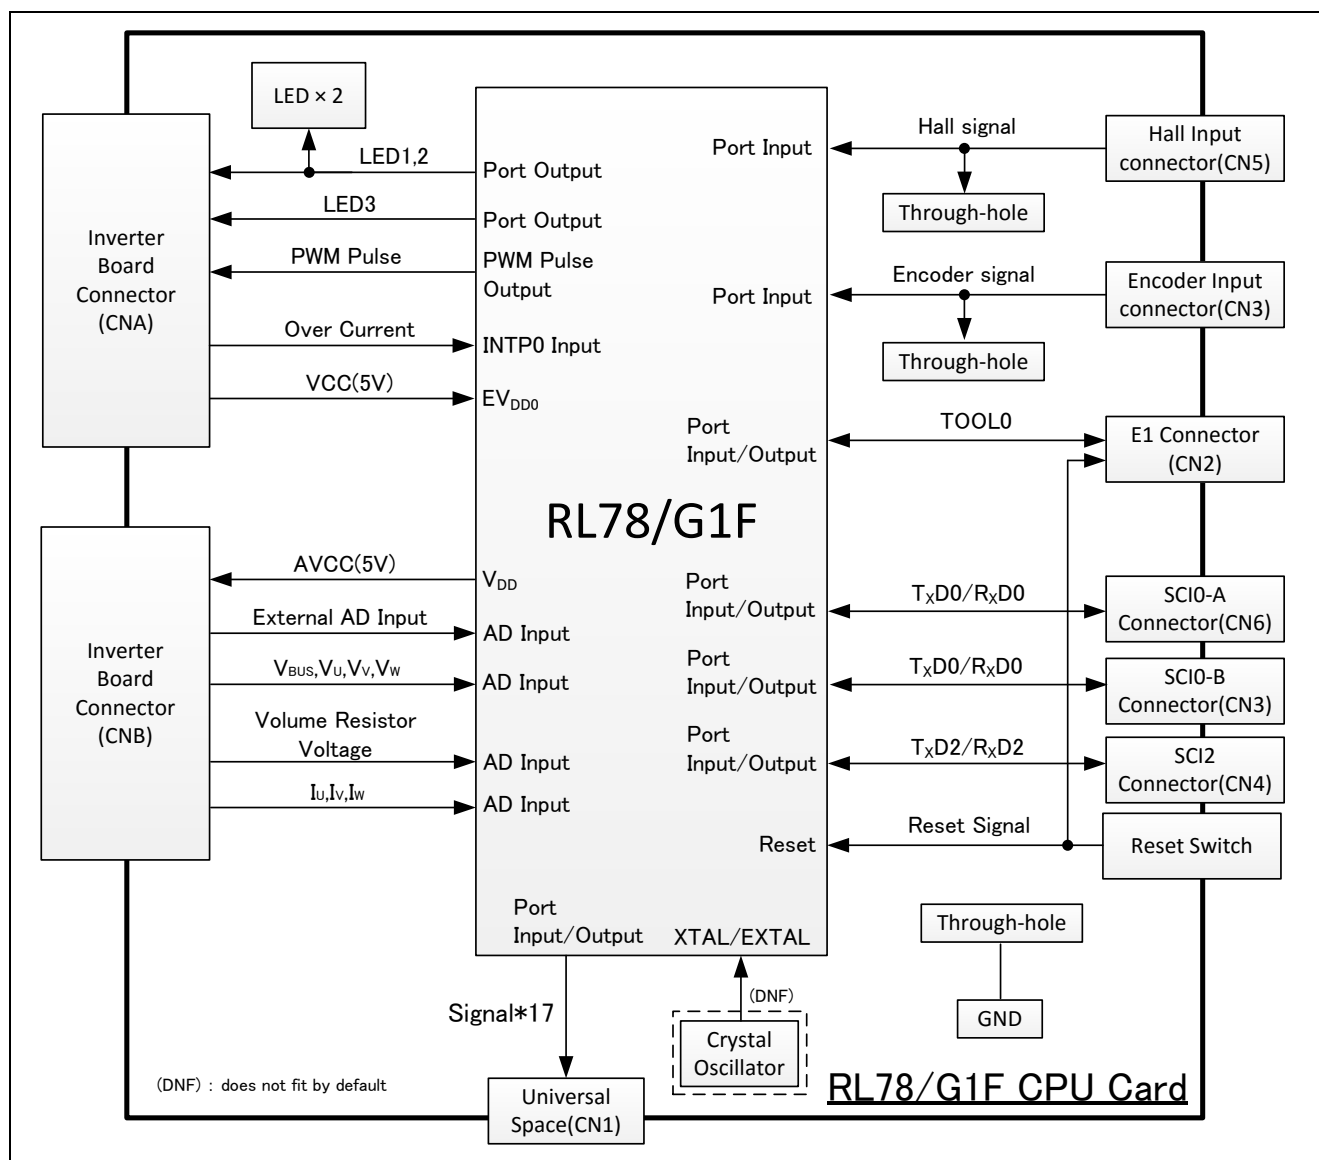 LED × 2
LED1,2
LED3
PWM Pulse
Over Current
VCC(5V)
Inverter
Board
Connector
(CNA)
Port Output
Port Output
PWM Pulse
Output
INTP0 Input
EVDD0
Port Input
Hall signal
Hall Input
connector(CN5)
Through-hole
Port Input
Encoder signal
Encoder Input
connector(CN3)
Through-hole
Port
Input/Output
TOOL0
E1 Connector
(CN2)
RL78/G1F
Inverter
Board
Connector
(CNB)
AVCC(5V)
External AD Input
VBUS,VU,VV,VW
Volume Resistor
Voltage
IU,IV,IW
VDD
AD Input
AD Input
AD Input
AD Input
Port
Input/Output
TXD0/RXD0
SCI0-A
Connector(CN6)
Port
Input/Output
TXD0/RXD0
SCI0-B
Connector(CN3)
Port
Input/Output
TXD2/RXD2
SCI2
Connector(CN4)
Reset
Reset Signal
Reset Switch
Port
Input/Output
XTAL/EXTAL
Through-hole
GND
Signal*17
(DNF)
Crystal
Oscillator
(DNF) : does not fit by default
Universal
Space(CN1)
RL78/G1F CPU Card